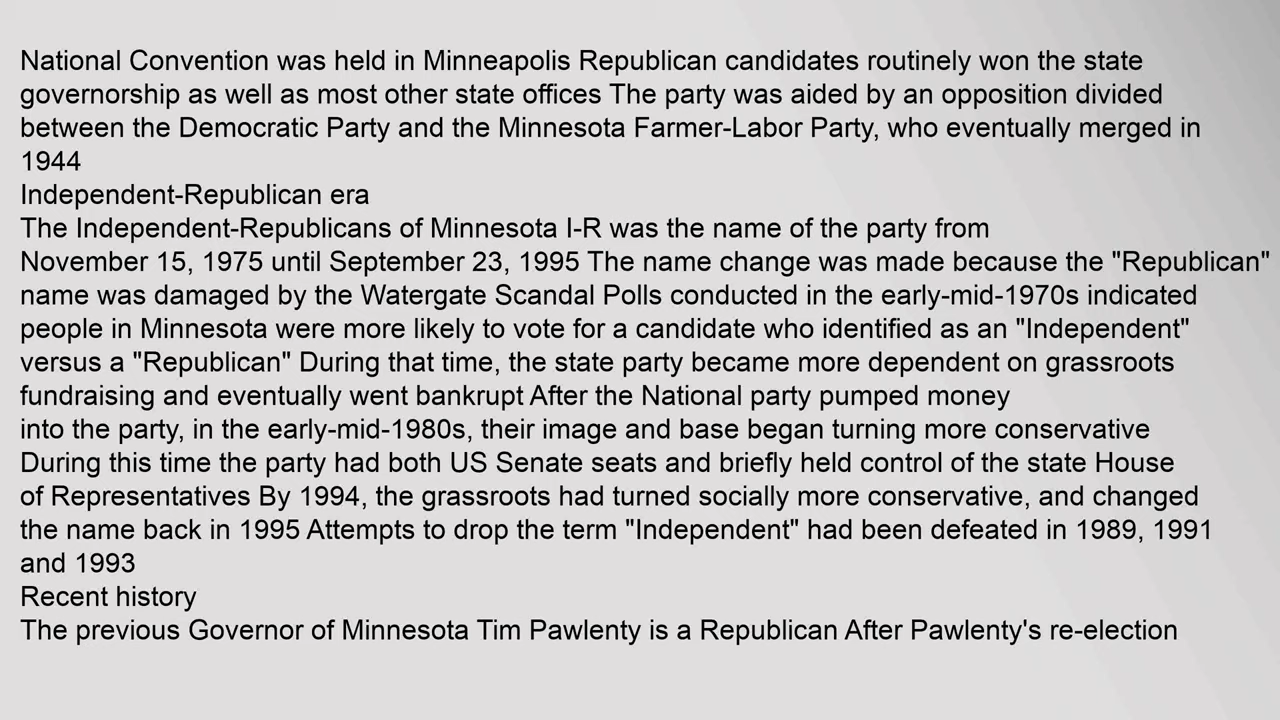 National Convention was held in Minneapolis Republican candidates routinely won the state
governorship as well as most other state offices The party was aided by an opposition divided
between the Democratic Party and the Minnesota Farmer-Labor Party, who eventually merged in
1944
Independent-Republican era
The Independent-Republicans of Minnesota I-R was the name of the party from
November 15, 1975 until September 23, 1995 The name change was made because the "Republican"
name was damaged by the Watergate Scandal Polls conducted in the early-mid-1970s indicated
people in Minnesota were more likely to vote for a candidate who identified as an "Independent"
versus a "Republican" During that time, the state party became more dependent on grassroots
fundraising and eventually went bankrupt After the National party pumped money
into the party, in the early-mid-1980s, their image and base began turning more conservative
During this time the party had both US Senate seats and briefly held control of the state House
of Representatives By 1994, the grassroots had turned socially more conservative, and changed
the name back in 1995 Attempts to drop the term "Independent" had been defeated in 1989, 1991
and 1993
Recent history
The previous Governor of Minnesota Tim Pawlenty is a Republican After Pawlenty's re-election